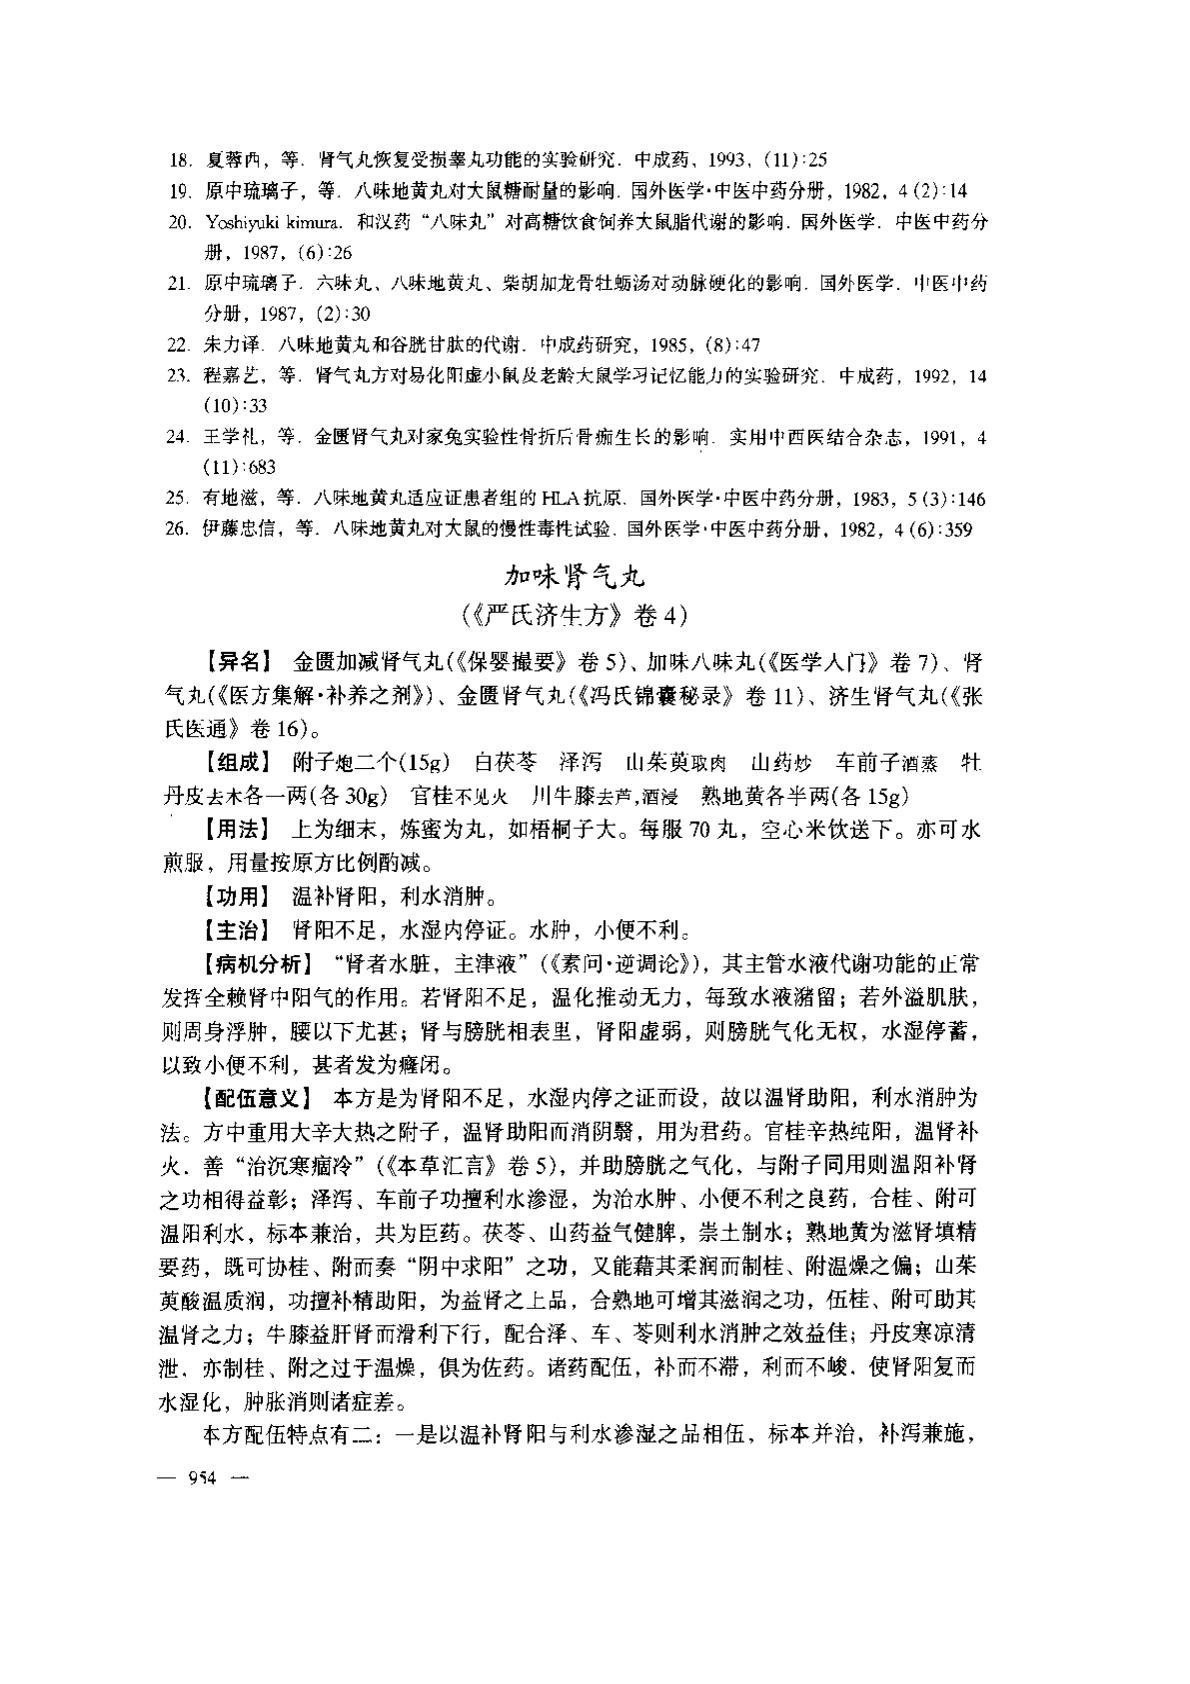 18. 夏蓉西，等. 肾气丸恢复受损睾丸功能的实验研究. 中成药，1993，(11):25
19. 原中琉璃子，等. 八味地黄丸对大鼠糖耐量的影响. 国外医学·中医中药分册，1982，4 (2):14
20. Yoshiyuki kimura. 和汉药“八味丸”对高糖饮食饲养大鼠脂代谢的影响. 国外医学. 中医中药分
册，1987，(6):26
21. 原中琉璃子. 六味丸、八味地黄丸、柴胡加龙骨牡蛎汤对动脉硬化的影响. 国外医学. 中医中药
分册，1987，(2):30
22. 朱力译. 八味地黄丸和谷胱甘肽的代谢. 中成药研究，1985，(8):47
23. 程嘉艺，等. 肾气丸方对易化阳虚小鼠及老龄大鼠学习记忆能力的实验研究. 中成药，1992，14
(10):33
24. 王学礼，等. 金匮肾气丸对家兔实验性骨折后骨痂生长的影响. 实用中西医结合杂志，1991，4
(11):683
25. 有地滋，等. 八味地黄丸适应证患者组的 HLA 抗原. 国外医学·中医中药分册，1983，5 (3):146
26. 伊藤忠信，等. 八味地黄丸对大鼠的慢性毒性试验. 国外医学·中医中药分册，1982，4 (6):359
加味肾气丸
(《严氏济生方》卷 4)
【异名】 金匮加减肾气丸(《保婴撮要》卷 5)、加味八味丸(《医学入门》卷 7)、肾
气丸(《医方集解·补养之剂》)、金匮肾气丸(《冯氏锦囊秘录》卷 11)、济生肾气丸(《张
氏医通》卷 16)。
【组成】 附子炮二个(15g) 白茯苓 泽泻 山茱萸取肉 山药炒 车前子酒蒸 牡
丹皮去木各一两(各 30g) 官桂不见火 川牛膝去芦,酒浸 熟地黄各半两(各 15g)
【用法】 上为细末，炼蜜为丸，如梧桐子大。每服 70 丸，空心米饮送下。亦可水
煎服，用量按原方比例酌减。
【功用】 温补肾阳，利水消肿。
【主治】 肾阳不足，水湿内停证。水肿，小便不利。
【病机分析】 “肾者水脏，主津液”(《素问·逆调论》)，其主管水液代谢功能的正常
发挥全赖肾中阳气的作用。若肾阳不足，温化推动无力，每致水液潴留；若外溢肌肤，
则周身浮肿，腰以下尤甚；肾与膀胱相表里，肾阳虚弱，则膀胱气化无权，水湿停蓄，
以致小便不利，甚者发为癃闭。
【配伍意义】 本方是为肾阳不足，水湿内停之证而设，故以温肾助阳，利水消肿为
法。方中重用大辛大热之附子，温肾助阳而消阴翳，用为君药。官桂辛热纯阳，温肾补
火，善“治沉寒痼冷”(《本草汇言》卷 5)，并助膀胱之气化，与附子同用则温阳补肾
之功相得益彰；泽泻、车前子功擅利水渗湿，为治水肿、小便不利之良药，合桂、附可
温阳利水，标本兼治，共为臣药。茯苓、山药益气健脾，崇土制水；熟地黄为滋肾填精
要药，既可协桂、附而奏“阴中求阳”之功，又能藉其柔润而制桂、附温燥之偏；山茱
萸酸温质润，功擅补精助阳，为益肾之上品，合熟地可增其滋润之功，伍桂、附可助其
温肾之力；牛膝益肝肾而滑利下行，配合泽、车、苓则利水消肿之效益佳；丹皮寒凉清
泄，亦制桂、附之过于温燥，俱为佐药。诸药配伍，补而不滞，利而不峻，使肾阳复而
水湿化，肿胀消则诸症差。
本方配伍特点有二：一是以温补肾阳与利水渗湿之品相伍，标本并治，补泻兼施，
— 954 —